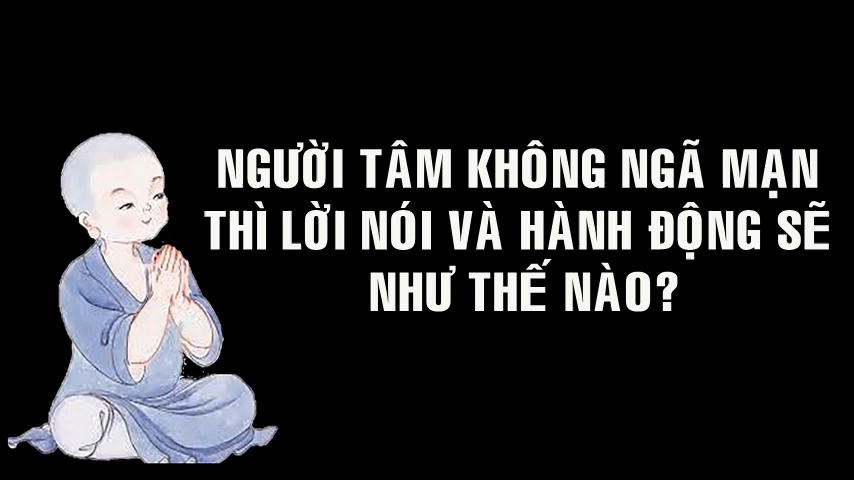 NGƯỜI TÂM KHÔNG NGÃ MẠN
THÌ LỜI NÓI VÀ HÀNH ĐỘNG SẼ
NHƯ THẾ NÀO?